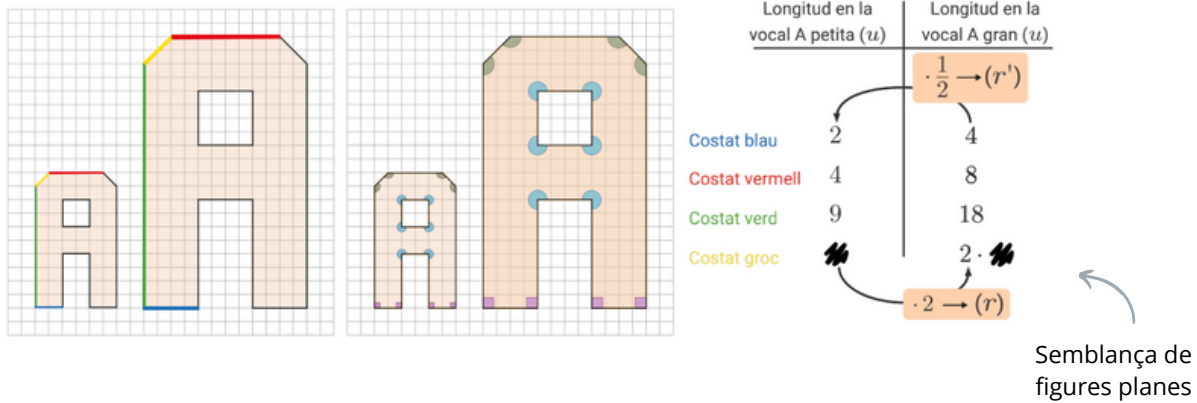 Longitud en la
vocal A petita (u)
Longitud en la
vocal A gran (u)
· 1/2 → (r')
Costat blau 2 4
Costat vermell 4 8
Costat verd 9 18
Costat groc 2 ·
· 2 → (r)
Semblança de
figures planes